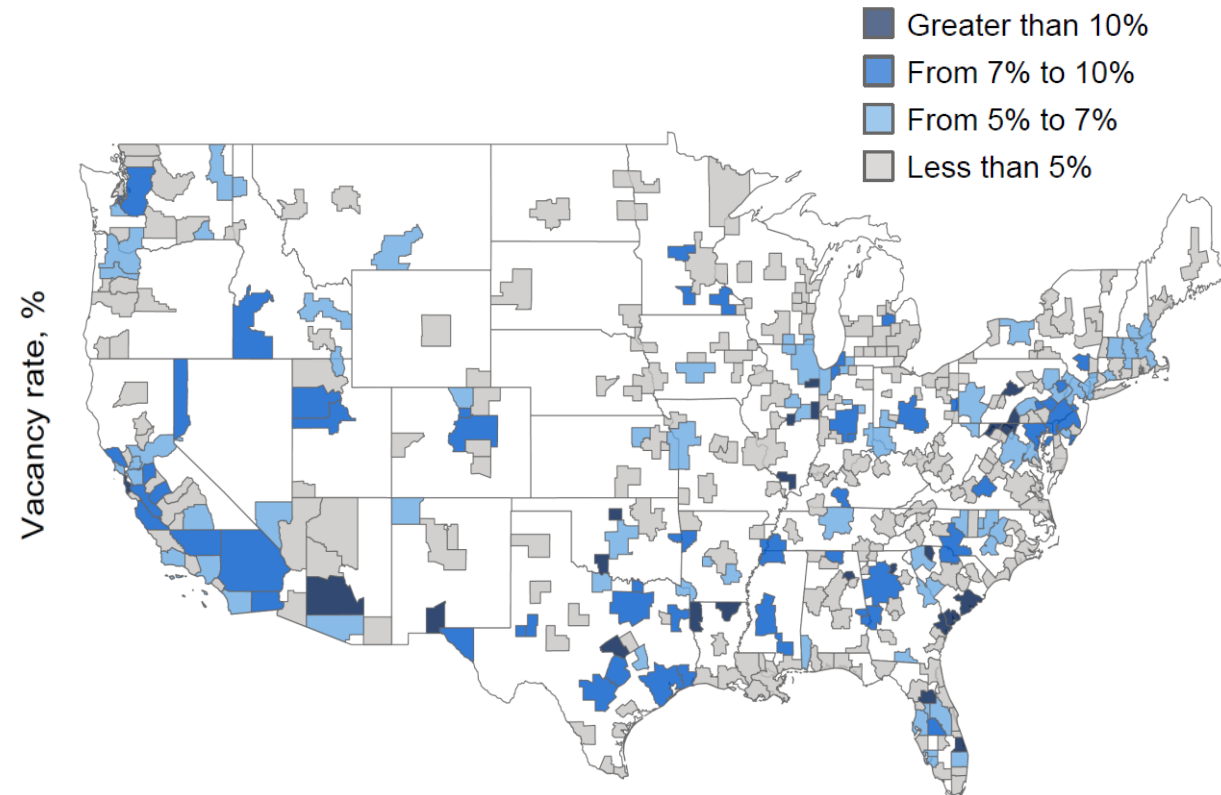 Greater than 10%
From 7% to 10%
From 5% to 7%
Less than 5%
Vacancy rate, %